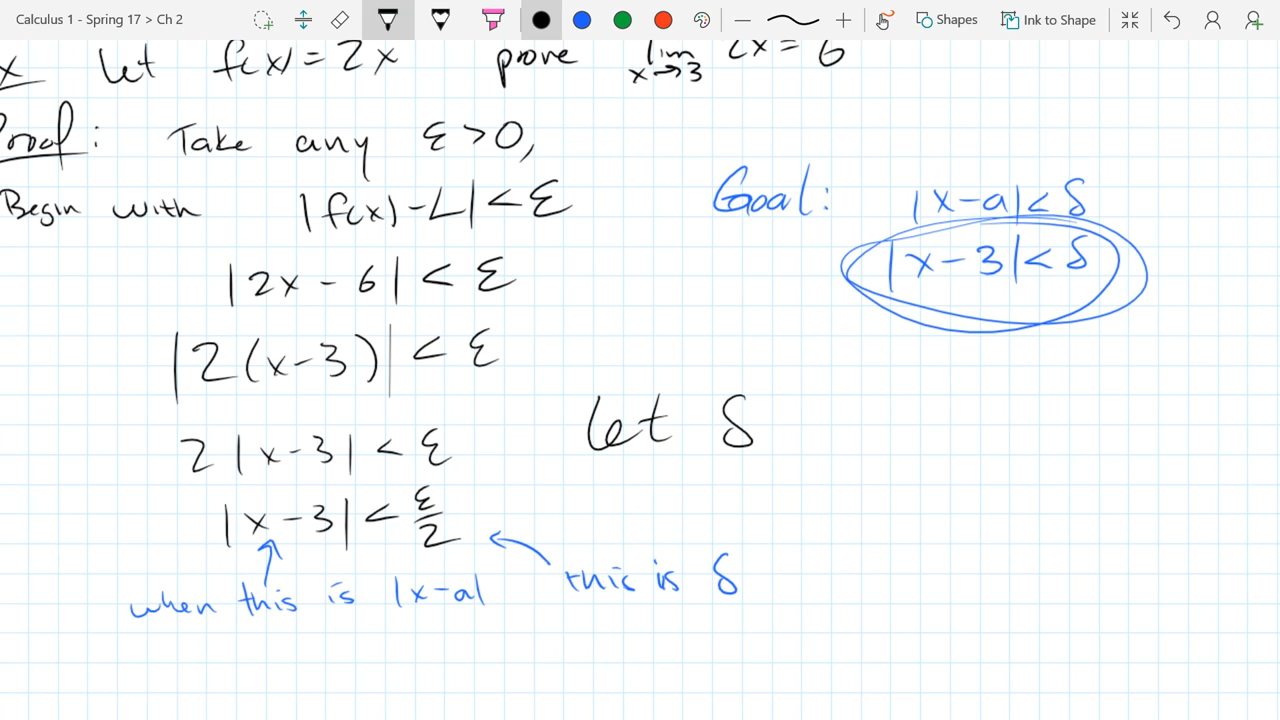 Calculus 1 - Spring 17 > Ch 2
Shapes
Ink to Shape
x let f(x) = 2x prove lim x→3 2x = 6
Proof: Take any ε > 0,
Begin with |f(x) - L| < ε
Goal: |x-a| < δ
|x-3| < δ
|2x - 6| < ε
|2(x-3)| < ε
2|x-3| < ε
let δ
|x-3| < ε/2
when this is |x-a|
this is δ